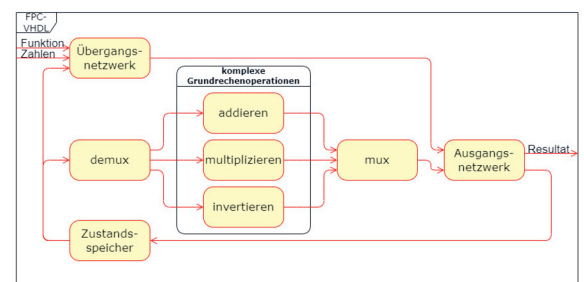 FPC-
VHDL
Funktion
Zahlen
Übergangs-
netzwerk
komplexe
Grundrechenoperationen
addieren
demux
multiplizieren
mux
Ausgangs-
netzwerk
Resultat
invertieren
Zustands-
speicher